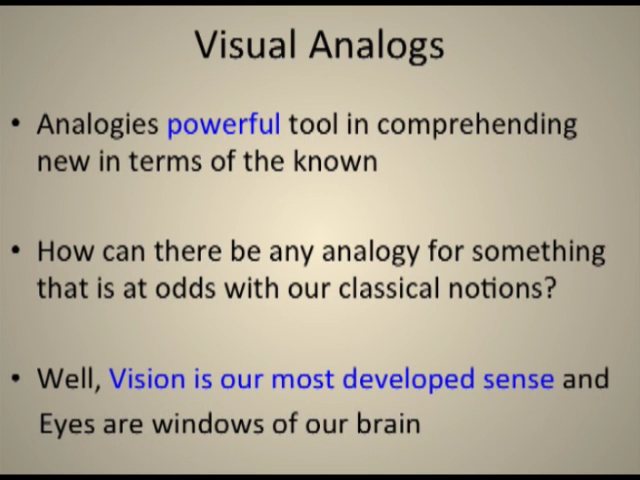 Visual Analogs
• Analogies powerful tool in comprehending
new in terms of the known
• How can there be any analogy for something
that is at odds with our classical notions?
• Well, Vision is our most developed sense and
Eyes are windows of our brain